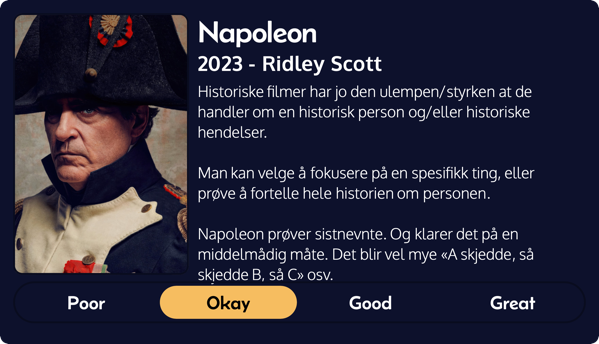 Napoleon
2023 - Ridley Scott
Historiske filmer har jo den ulempen/styrken at de
handler om en historisk person og/eller historiske
hendelser.
Man kan velge å fokusere på en spesifikk ting, eller
prøve å fortelle hele historien om personen.
Napoleon prøver sistnevnte. Og klarer det på en
middelmådig måte. Det blir vel mye «A skjedde, så
skjedde B, så C» osv.
Poor Okay Good Great